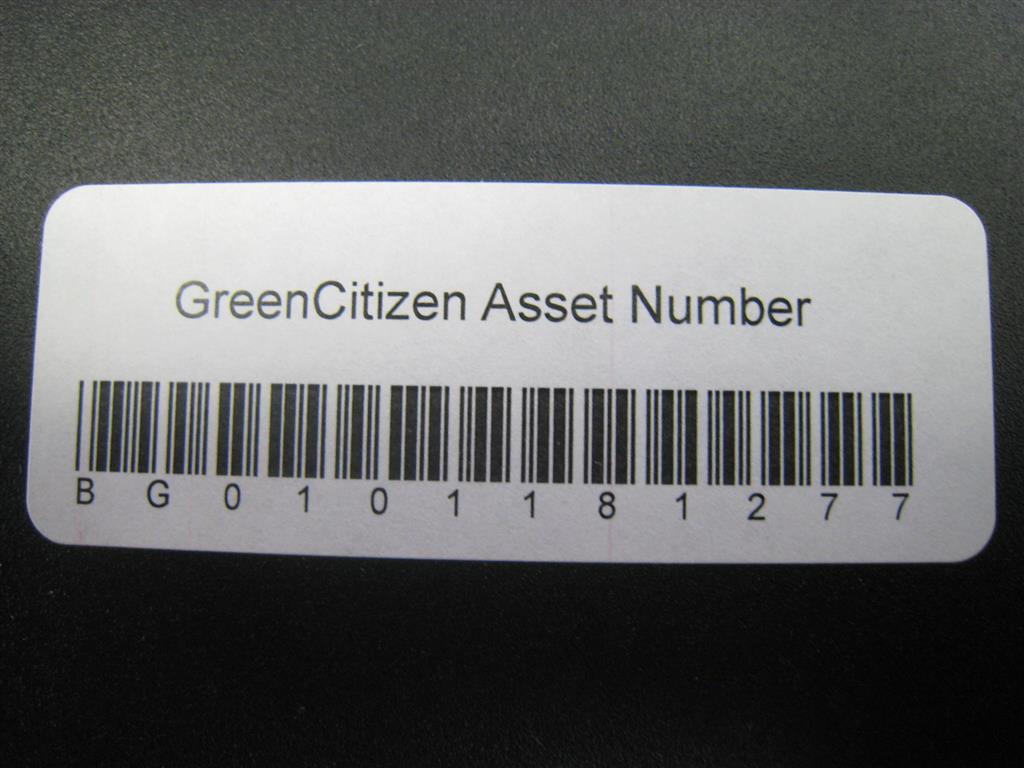 GreenCitizen Asset Number
B G 0 1 0 1 1 8 1 2 7 7